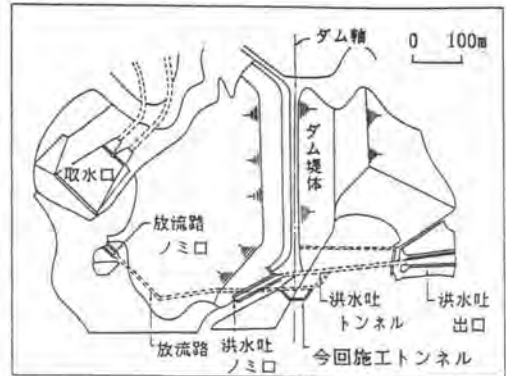 ダム軸
0 100m
取水口
ダム堤体
放流路
ノミ口
放流路
洪水吐
ノミ口
洪水吐
トンネル
洪水吐
出口
今回施工トンネル